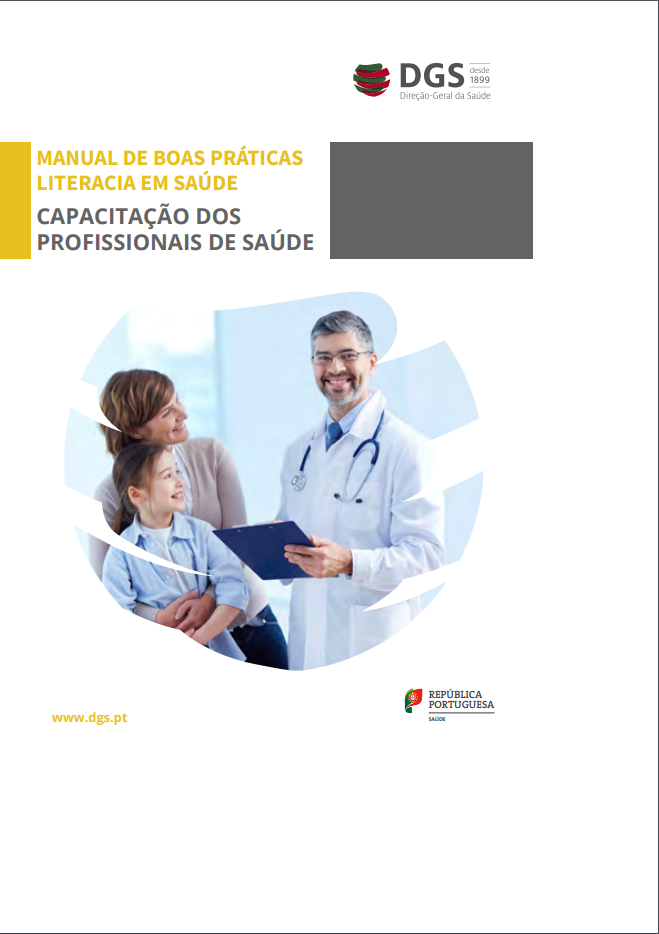 DGS desde
1899
Direção-Geral da Saúde
MANUAL DE BOAS PRÁTICAS
LITERACIA EM SAÚDE
CAPACITAÇÃO DOS
PROFISSIONAIS DE SAÚDE
www.dgs.pt
REPÚBLICA
PORTUGUESA
SAÚDE